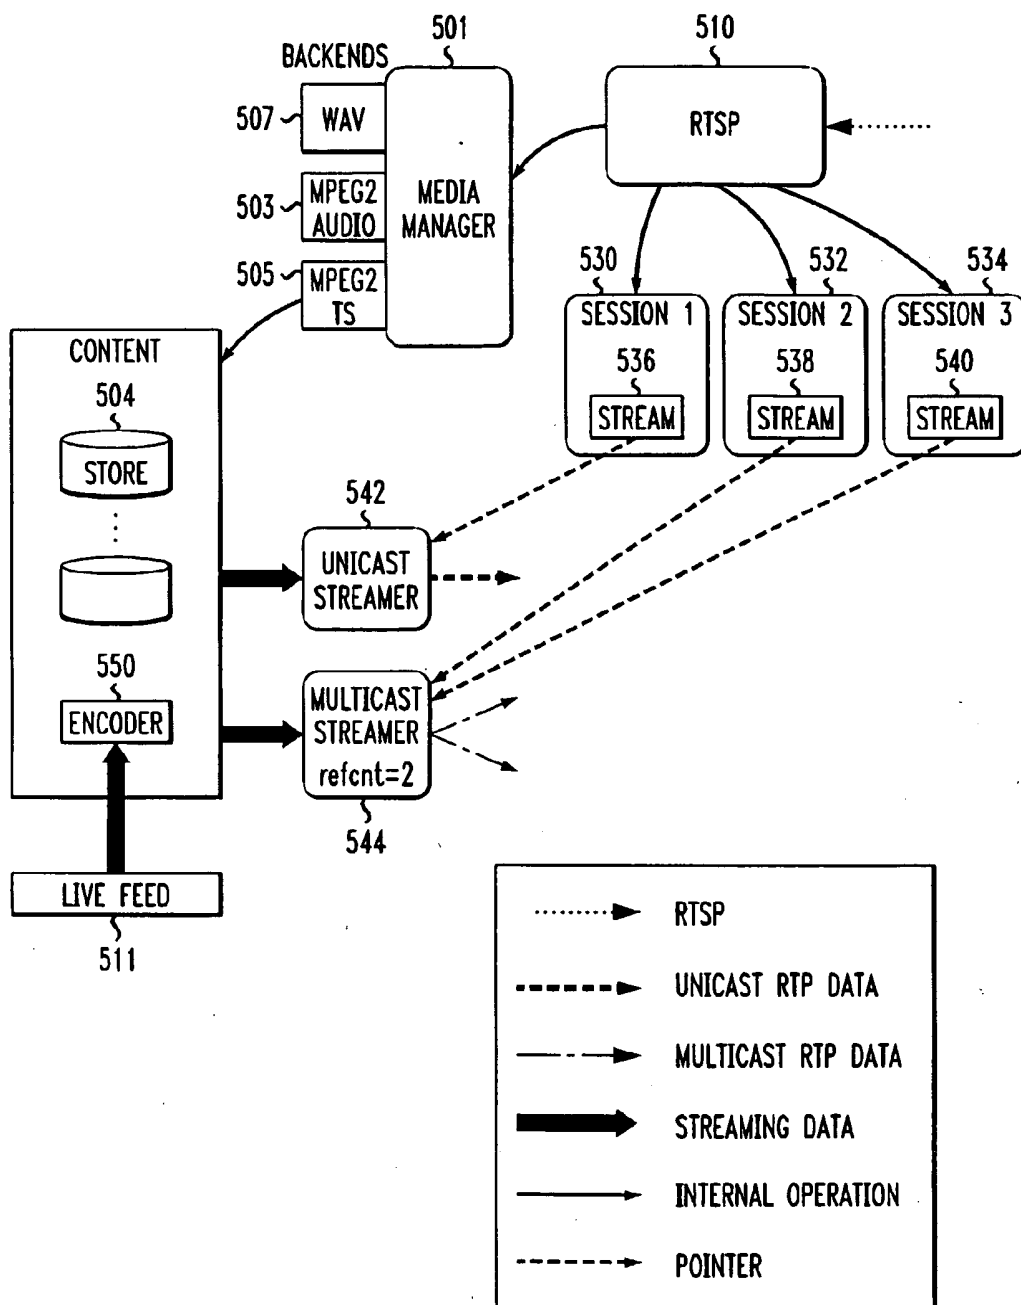 501
510
BACKENDS
507
WAV
RTSP
503
MPEG2
AUDIO
MEDIA
MANAGER
505
MPEG2
TS
530
532
534
SESSION 1
SESSION 2
SESSION 3
CONTENT
536
538
540
504
STREAM
STREAM
STREAM
STORE
542
UNICAST
STREAMER
550
ENCODER
MULTICAST
STREAMER
refcnt=2
544
LIVE FEED
511
RTSP
UNICAST RTP DATA
MULTICAST RTP DATA
STREAMING DATA
INTERNAL OPERATION
POINTER